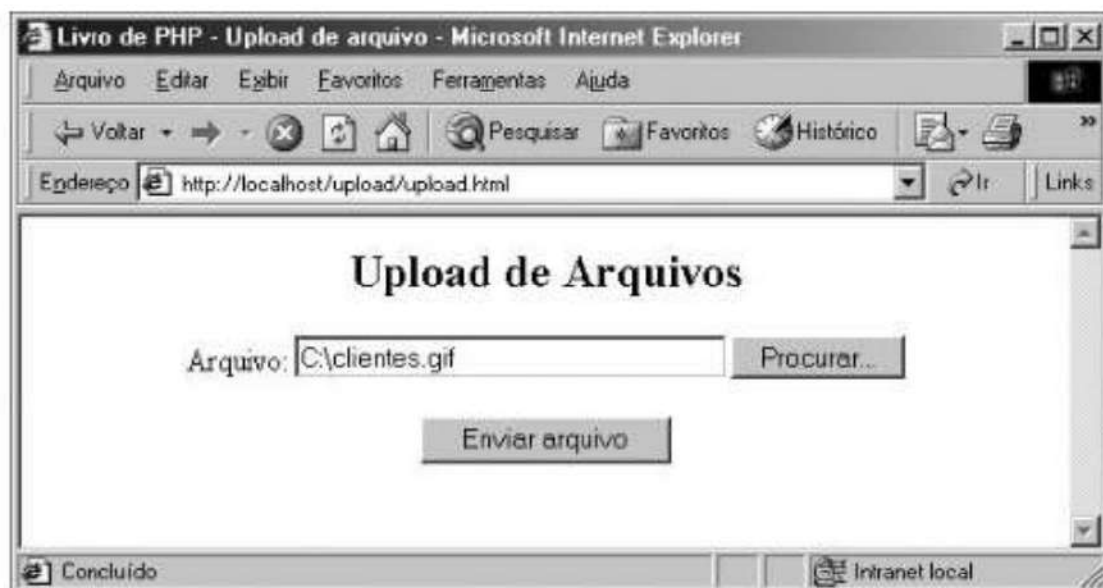 Livro de PHP - Upload de arquivo - Microsoft Internet Explorer
Arquivo Editar Exibir Favoritos Ferramentas Ajuda
Voltar Pesquisar Favoritos Histórico »
Endereço http://localhost/upload/upload.html Ir Links
Upload de Arquivos
Arquivo: C:\clientes.gif Procurar...
Enviar arquivo
Concluído Intranet local